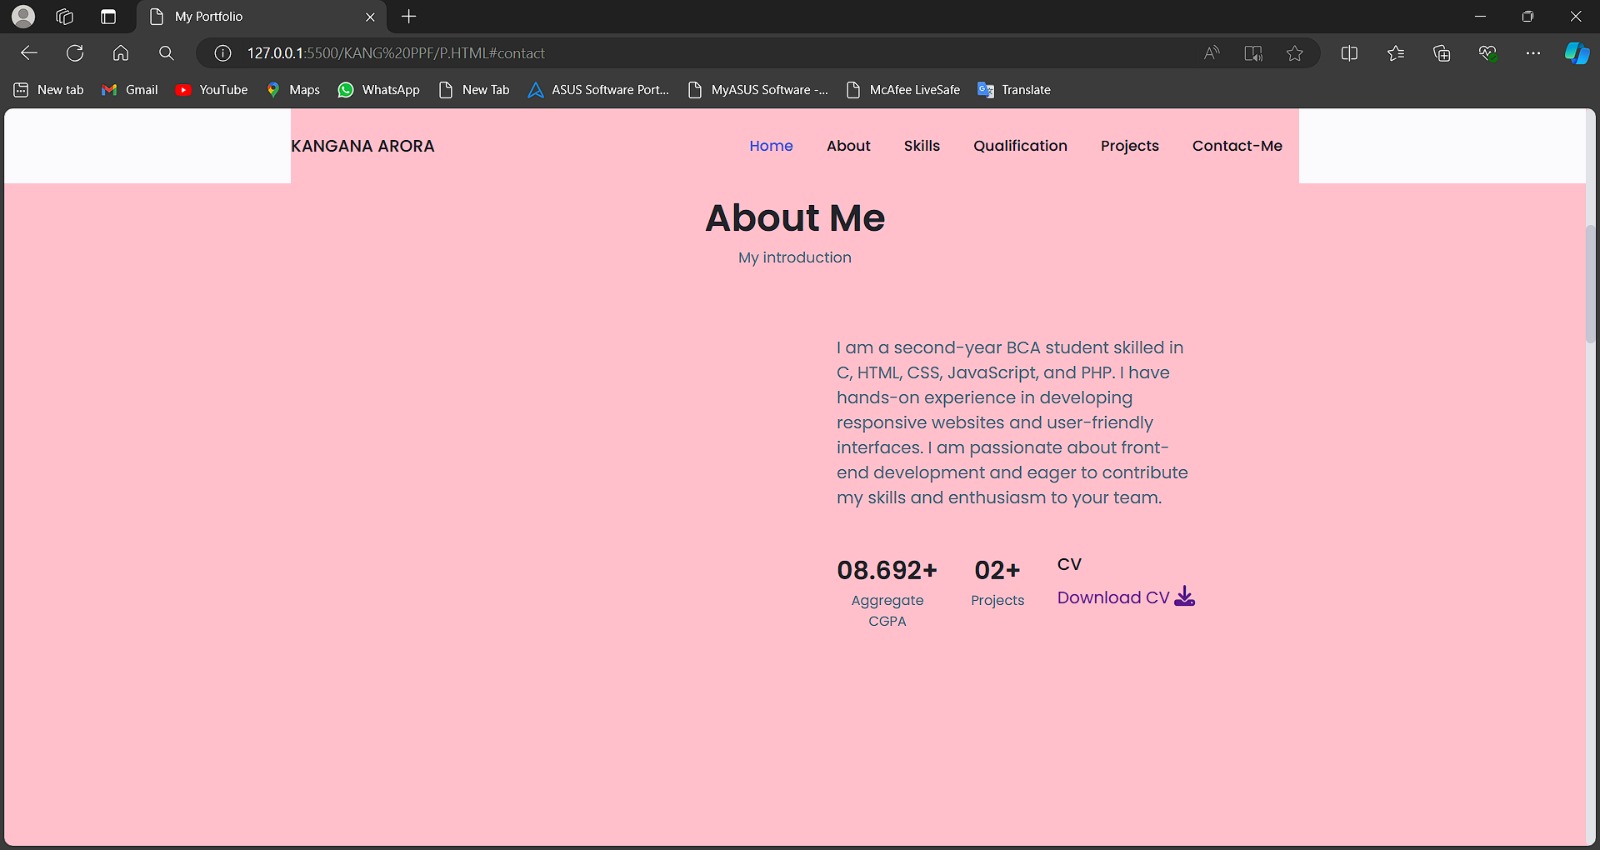 My Portfolio
127.0.0.1:5500/KANG%20PPF/P.HTML#contact
New tab Gmail YouTube Maps WhatsApp New Tab ASUS Software Port... MyASUS Software -... McAfee LiveSafe Translate
KANGANA ARORA Home About Skills Qualification Projects Contact-Me
About Me
My introduction
I am a second-year BCA student skilled in
C, HTML, CSS, JavaScript, and PHP. I have
hands-on experience in developing
responsive websites and user-friendly
interfaces. I am passionate about front-
end development and eager to contribute
my skills and enthusiasm to your team.
08.692+ 02+ CV
Aggregate Projects Download CV
CGPA